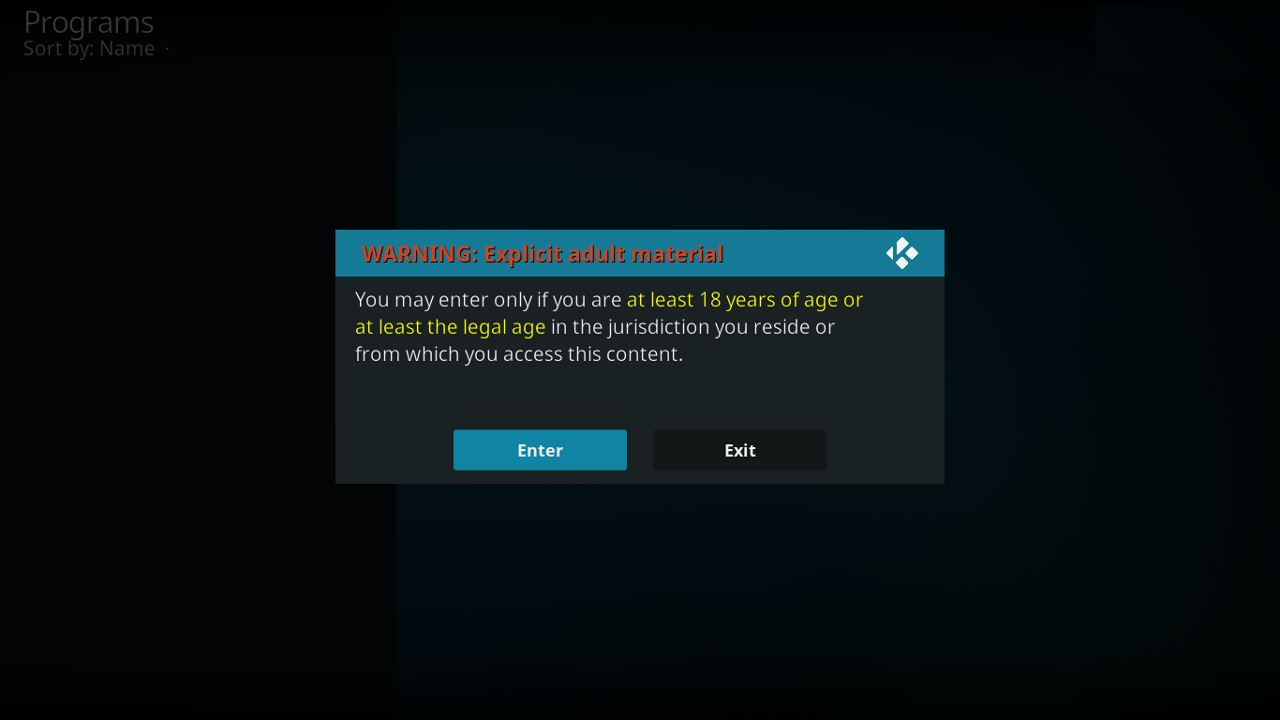 Programs
Sort by: Name ·
WARNING: Explicit adult material
You may enter only if you are at least 18 years of age or
at least the legal age in the jurisdiction you reside or
from which you access this content.
Enter
Exit